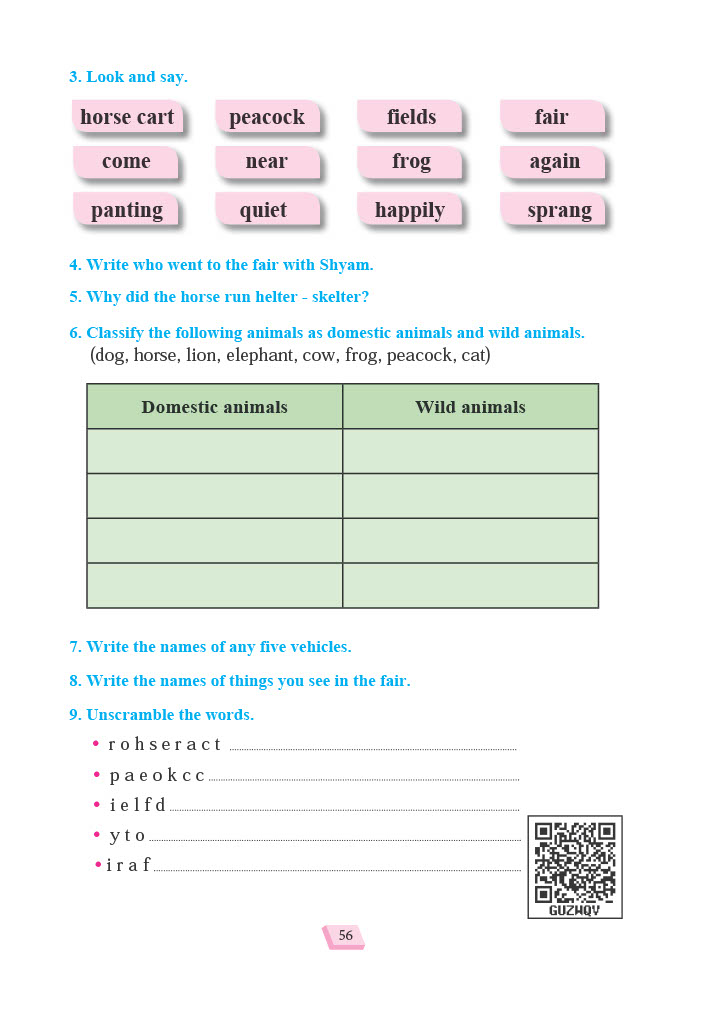 3. Look and say.
horse cart peacock fields fair
come near frog again
panting quiet happily sprang
4. Write who went to the fair with Shyam.
5. Why did the horse run helter - skelter?
6. Classify the following animals as domestic animals and wild animals.
(dog, horse, lion, elephant, cow, frog, peacock, cat)
Domestic animals Wild animals
7. Write the names of any five vehicles.
8. Write the names of things you see in the fair.
9. Unscramble the words.
• r o h s e r a c t
• p a e o k c c
• i e l f d
• y t o
• i r a f
GUZWQV
56